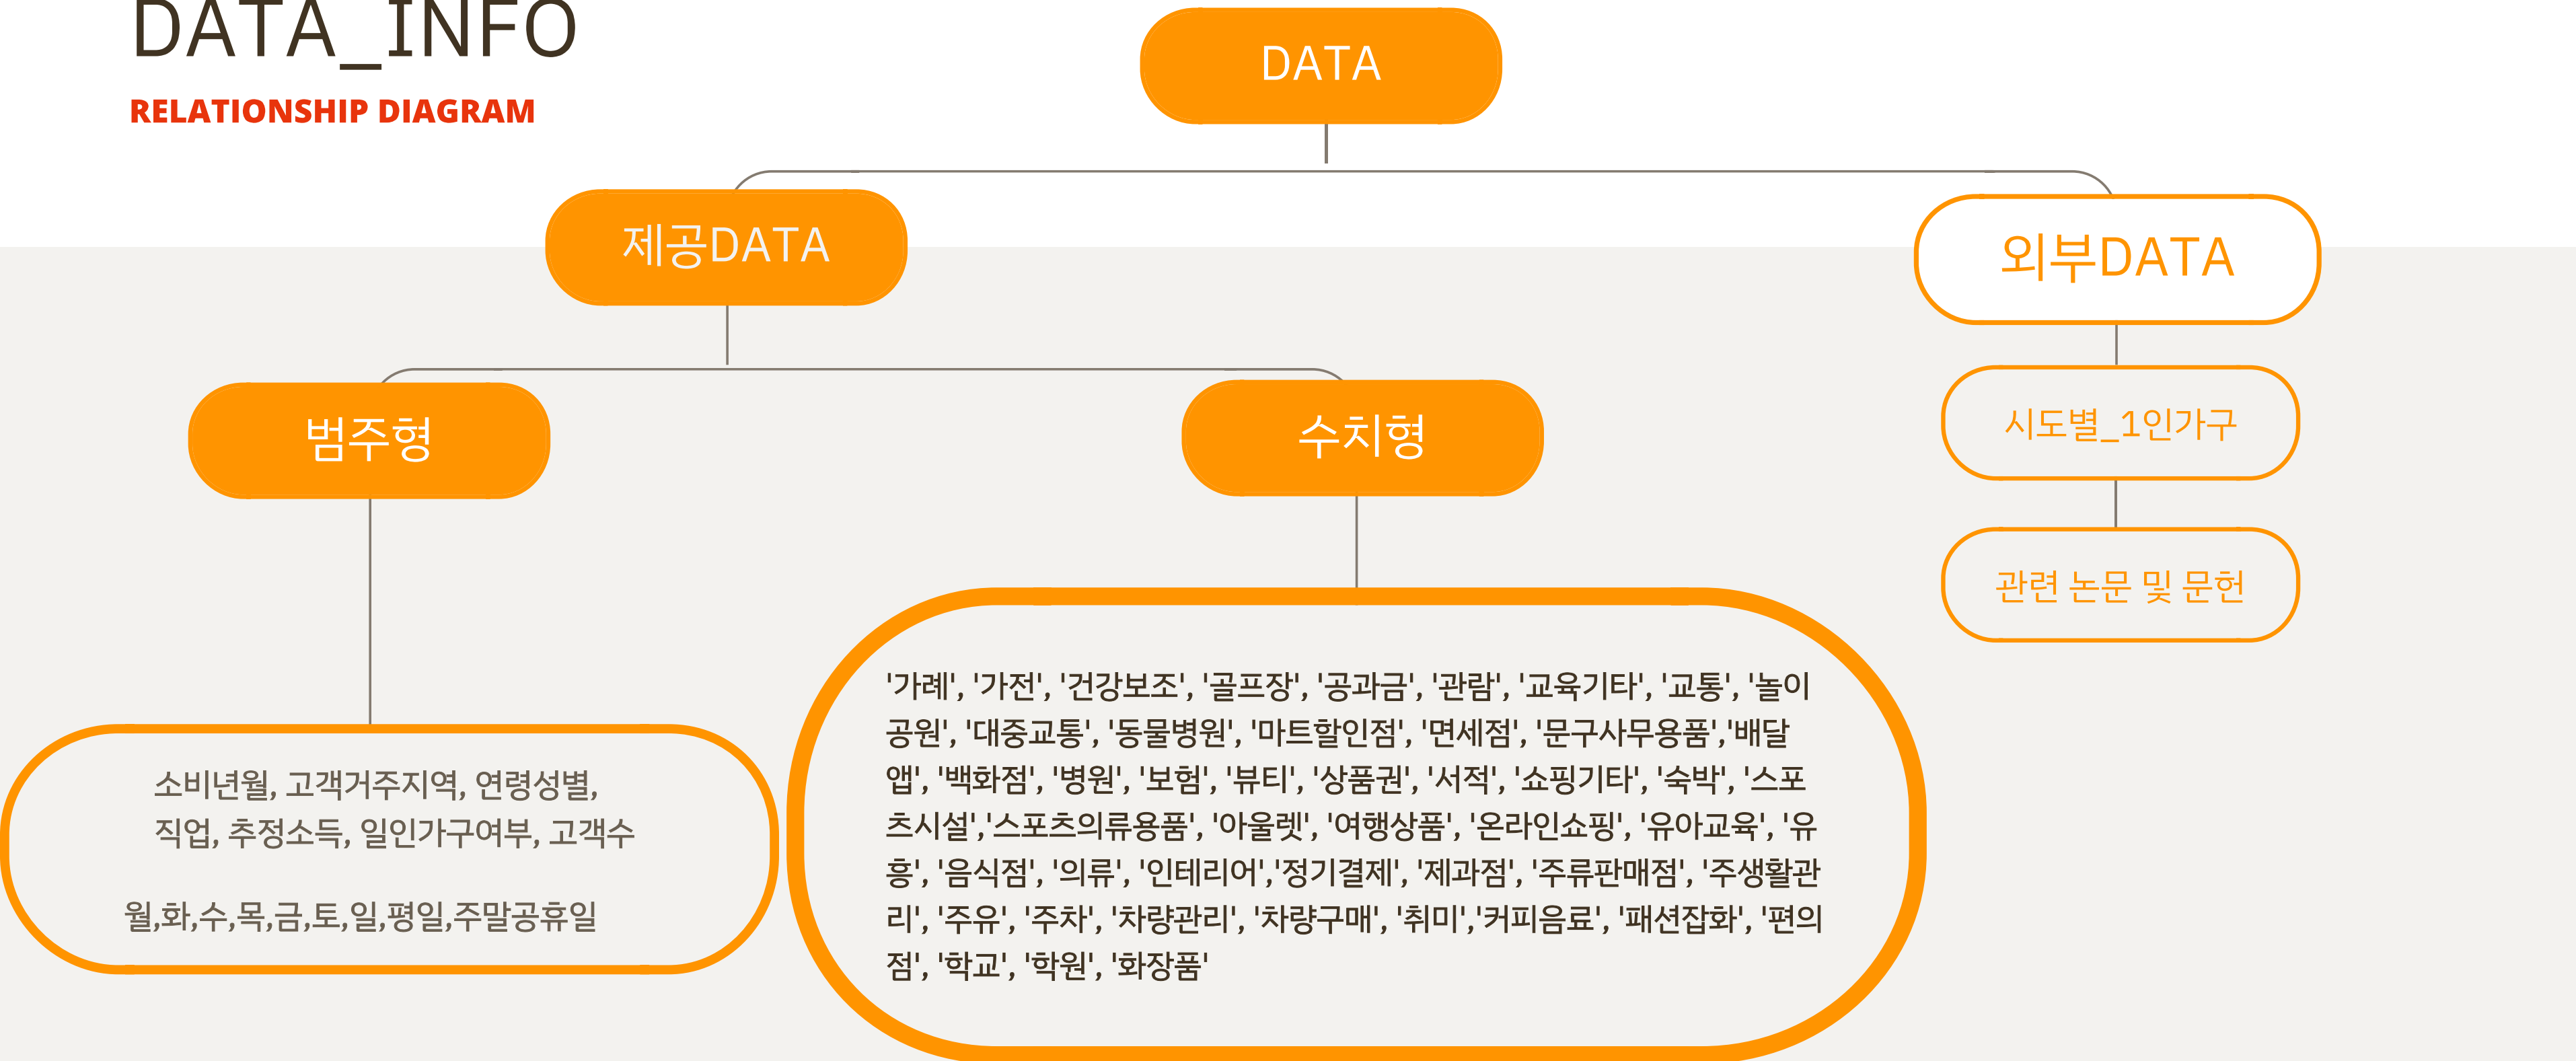 DATA_INFO
RELATIONSHIP DIAGRAM
DATA
제공DATA
외부DATA
범주형
수치형
시도별_1인가구
관련 논문 및 문헌
소비년월, 고객거주지역, 연령성별,
직업, 추정소득, 일인가구여부, 고객수
월,화,수,목,금,토,일,평일,주말공휴일
'가례', '가전', '건강보조', '골프장', '공과금', '관람', '교육기타', '교통', '놀이
공원', '대중교통', '동물병원', '마트할인점', '면세점', '문구사무용품','배달
앱', '백화점', '병원', '보험', '뷰티', '상품권', '서적', '쇼핑기타', '숙박', '스포
츠시설','스포츠의류용품', '아울렛', '여행상품', '온라인쇼핑', '유아교육', '유
흥', '음식점', '의류', '인테리어','정기결제', '제과점', '주류판매점', '주생활관
리', '주유', '주차', '차량관리', '차량구매', '취미','커피음료', '패션잡화', '편의
점', '학교', '학원', '화장품'